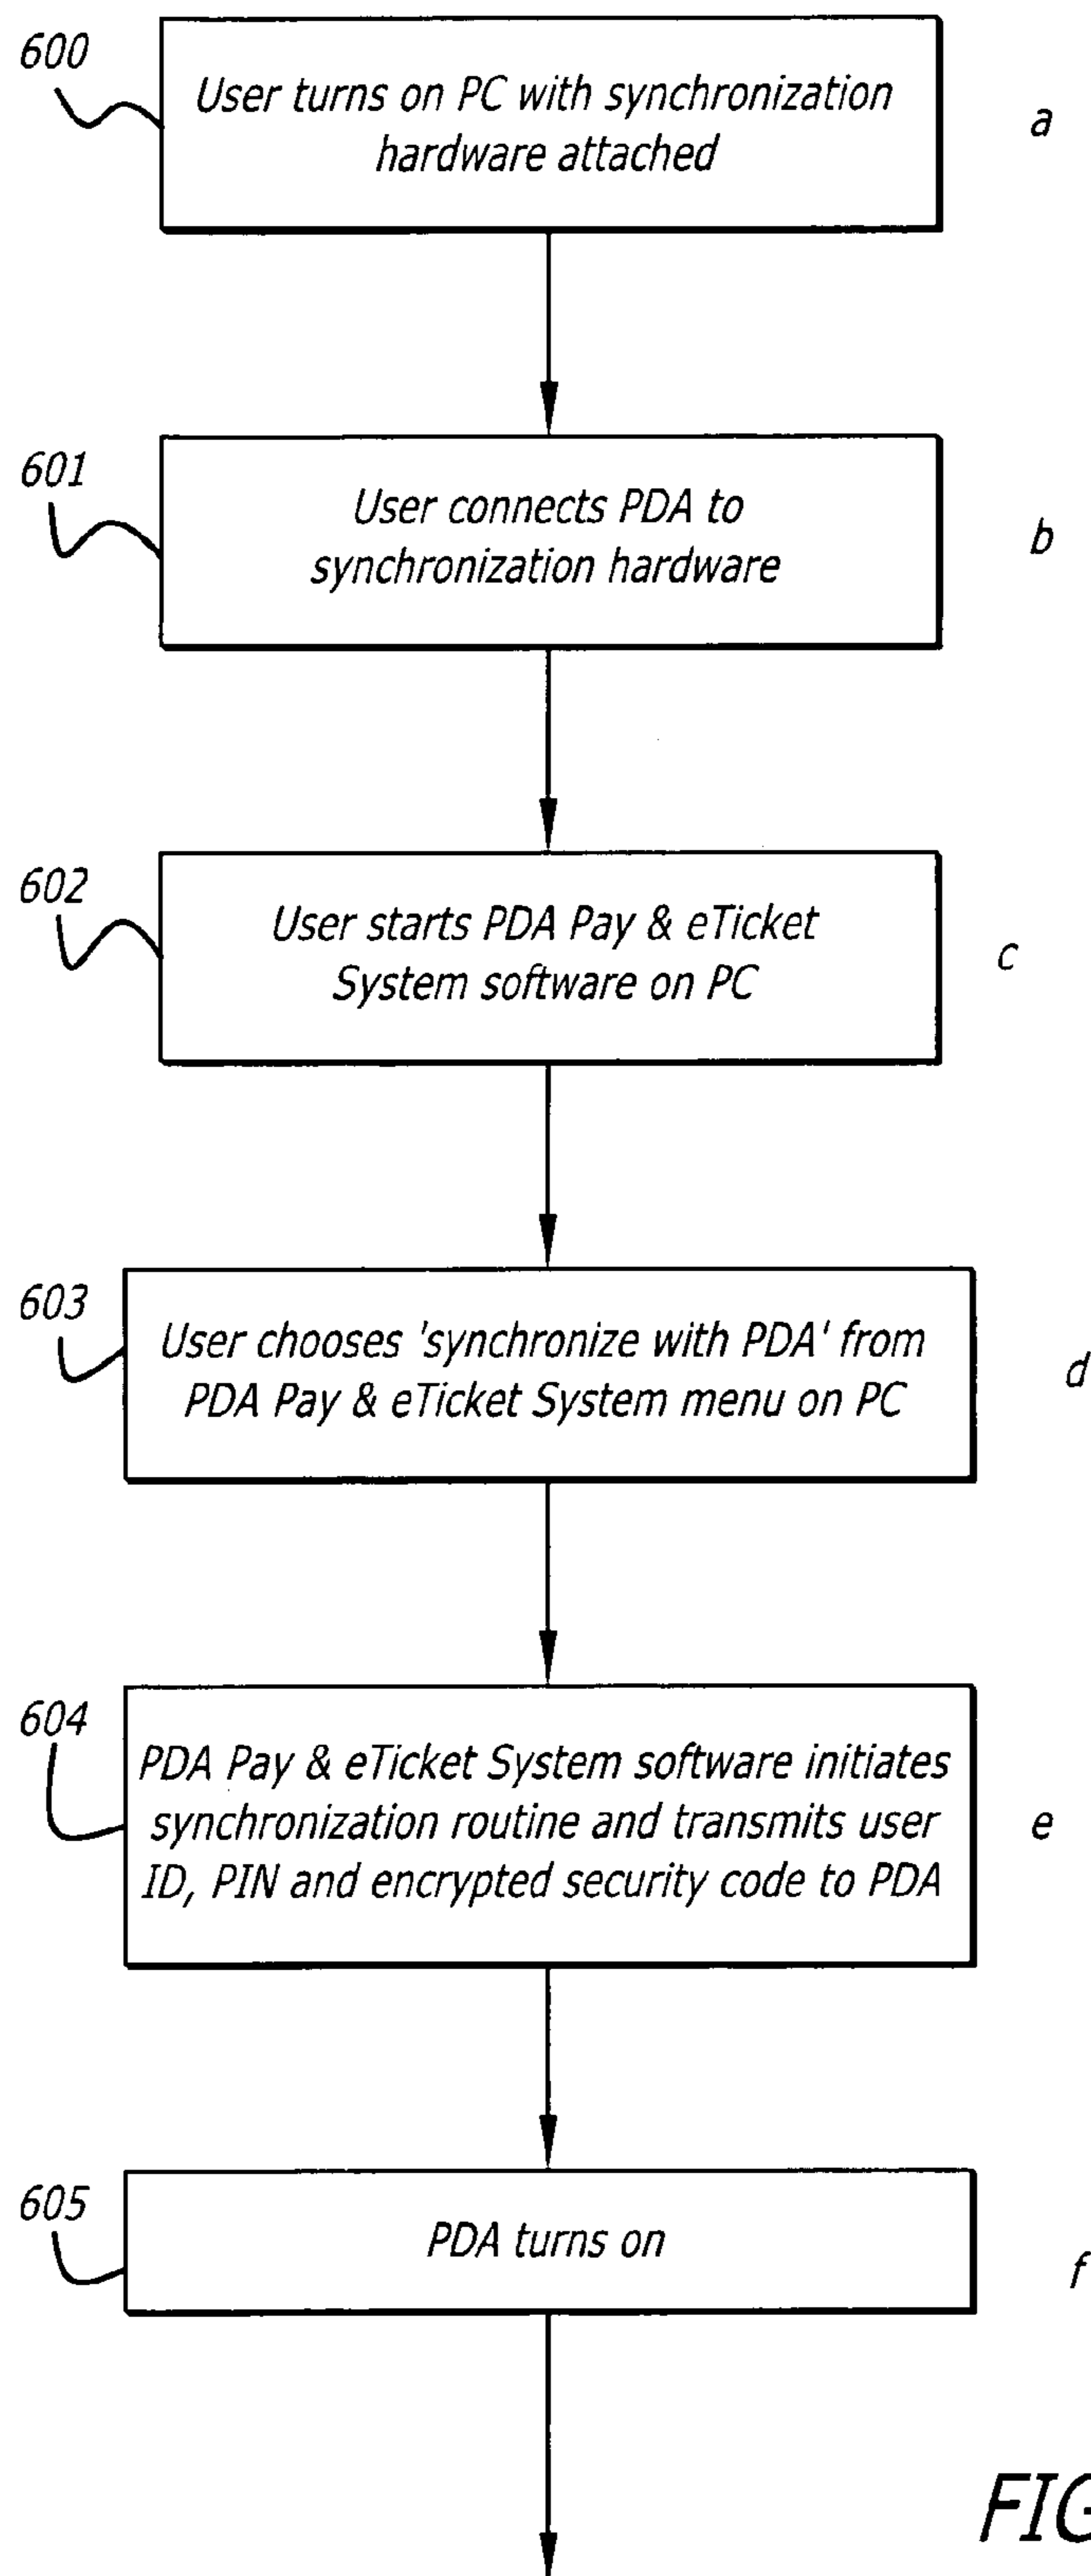 600
User turns on PC with synchronization
hardware attached
a
601
User connects PDA to
synchronization hardware
b
602
User starts PDA Pay & eTicket
System software on PC
c
603
User chooses 'synchronize with PDA' from
PDA Pay & eTicket System menu on PC
d
604
PDA Pay & eTicket System software initiates
synchronization routine and transmits user
ID, PIN and encrypted security code to PDA
e
605
PDA turns on
f
FIG